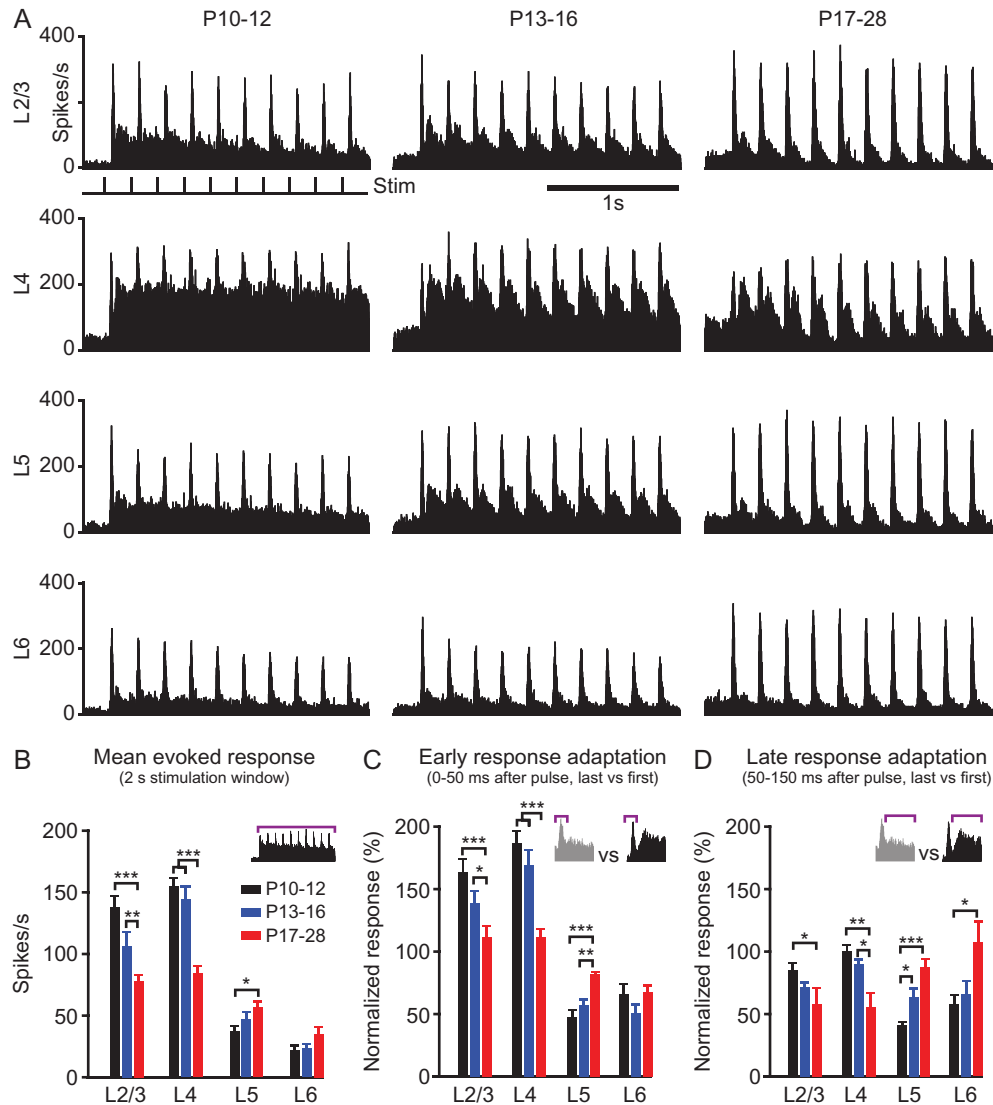 A
P10-12
P13-16
P17-28
L2/3
Spikes/s
400
200
0
Stim
1s
L4
400
200
0
L5
400
200
0
L6
400
200
0
B
Mean evoked response
(2 s stimulation window)
Spikes/s
200
150
100
50
0
***
**
***
*
P10-12
P13-16
P17-28
L2/3
L4
L5
L6
C
Early response adaptation
(0-50 ms after pulse, last vs first)
Normalized response (%)
200
150
100
50
0
***
*
***
***
**
vs
L2/3
L4
L5
L6
D
Late response adaptation
(50-150 ms after pulse, last vs first)
Normalized response (%)
200
150
100
50
0
*
**
*
***
*
*
vs
L2/3
L4
L5
L6